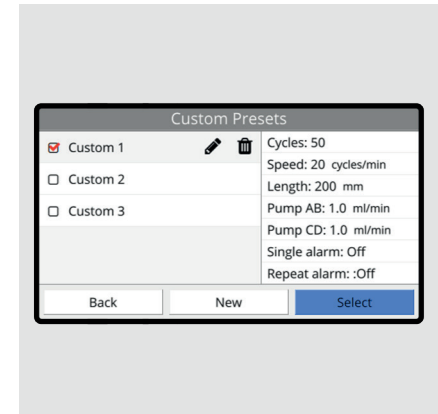 Custom Presets
Custom 1
Custom 2
Custom 3
Cycles: 50
Speed: 20 cycles/min
Length: 200 mm
Pump AB: 1.0 ml/min
Pump CD: 1.0 ml/min
Single alarm: Off
Repeat alarm: :Off
Back
New
Select